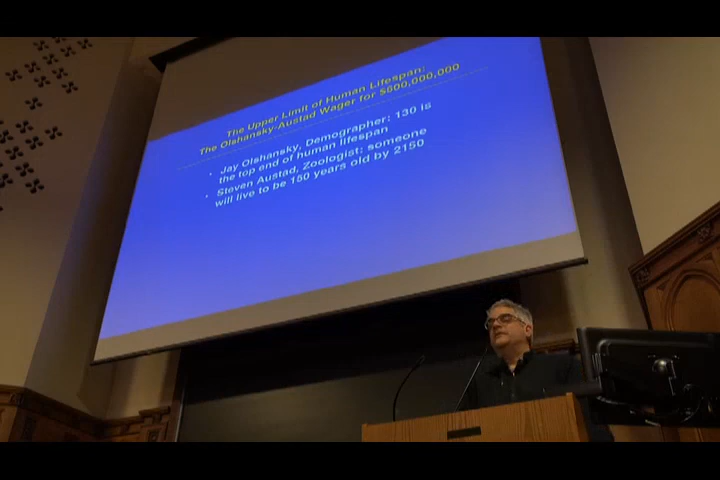 The Upper Limit of Human Lifespan:
The Olshansky-Austad Wager for $600,000,000
• Jay Olshansky, Demographer: 130 is
the top end of human lifespan
• Steven Austad, Zoologist: someone
will live to be 150 years old by 2150